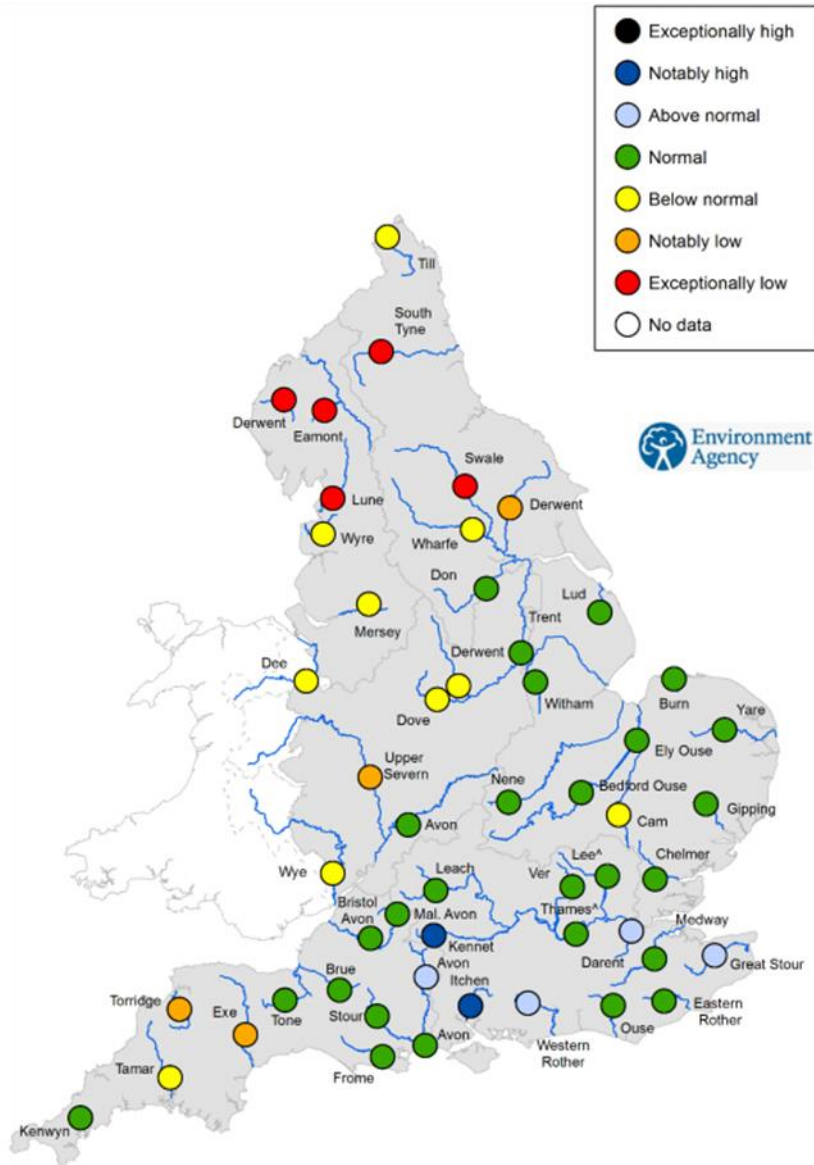 Exceptionally high
Notably high
Above normal
Normal
Below normal
Notably low
Exceptionally low
No data
Environment
Agency
Till
South
Tyne
Derwent
Eamont
Swale
Lune
Derwent
Wyre
Wharfe
Don
Lud
Mersey
Trent
Dee
Derwent
Witham
Burn
Dove
Yare
Ely Ouse
Upper
Severn
Nene
Bedford Ouse
Gipping
Avon
Cam
Wye
Leach
Ver
Lee^
Chelmer
Bristol
Avon
Mal. Avon
Thames^
Medway
Kennet
Darent
Great Stour
Avon
Itchen
Brue
Torridge
Exe
Tone
Stour
Ouse
Eastern
Rother
Avon
Western
Rother
Tamar
Frome
Kenwyn